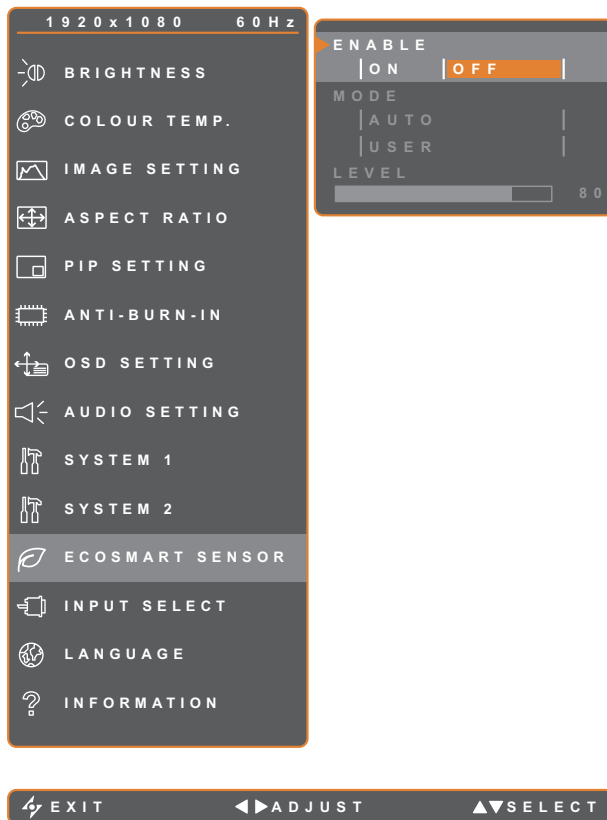 1920x1080 60Hz
BRIGHTNESS
COLOUR TEMP.
IMAGE SETTING
ASPECT RATIO
PIP SETTING
ANTI-BURN-IN
OSD SETTING
AUDIO SETTING
SYSTEM 1
SYSTEM 2
ECOSMART SENSOR
INPUT SELECT
LANGUAGE
INFORMATION
ENABLE
ON OFF
MODE
AUTO
USER
LEVEL
80
EXIT ADJUST SELECT